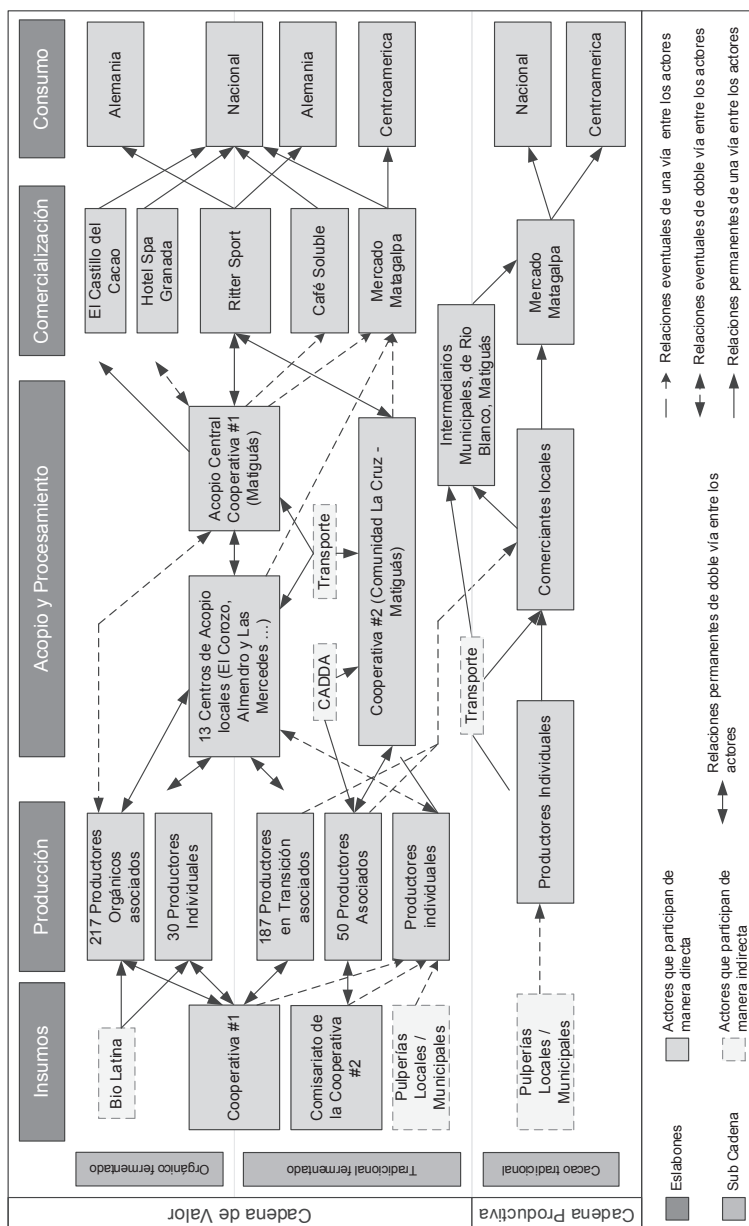 Insumos
Producción
Acopio y Procesamiento
Comercialización
Consumo
Cadena de Valor
Cadena Productiva
Orgánico fermentado
Tradicional fermentado
Cacao tradicional
Bio Latina
Cooperativa #1
Comisariato de
la Cooperativa
#2
Pulperías
Locales /
Municipales
Pulperías
Locales /
Municipales
217 Productores
Orgánicos
asociados
30 Productores
Individuales
187 Productores
en Transición
asociados
50 Productores
Asociados
Productores
individuales
Productores Individuales
13 Centros de Acopio
locales (El Corozo,
Almendro y Las
Mercedes ...)
Acopio Central
Cooperativa #1
(Matiguás)
CADDA
Transporte
Cooperativa #2 (Comunidad La Cruz -
Matiguás)
Transporte
Comerciantes locales
Intermediarios
Municipales, de Rio
Blanco, Matiguás
El Castillo del
Cacao
Hotel Spa
Granada
Ritter Sport
Café Soluble
Mercado
Matagalpa
Mercado
Matagalpa
Alemania
Nacional
Alemania
Centroamerica
Nacional
Centroamerica
Eslabones
Sub Cadena
Actores que participan de
manera directa
Actores que participan de
manera indirecta
Relaciones permanentes de doble vía entre los
actores
Relaciones eventuales de una vía entre los actores
Relaciones eventuales de doble vía entre los actores
Relaciones permanentes de una vía entre los actores